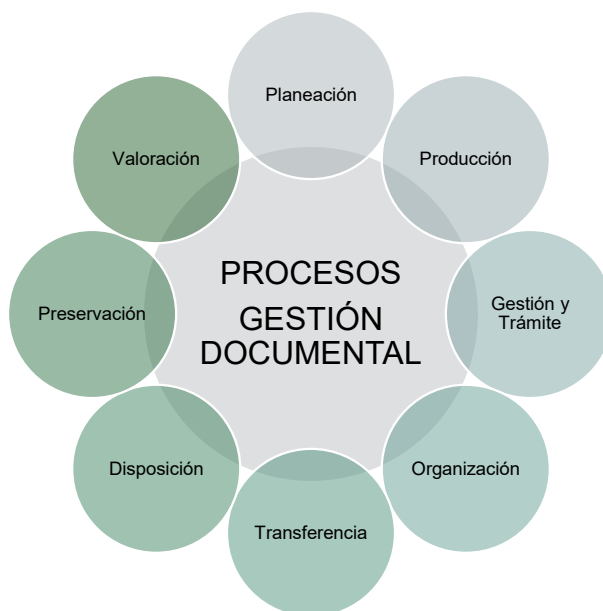 Planeación
Producción
Gestión y
Trámite
Organización
Transferencia
Disposición
Preservación
Valoración
PROCESOS
GESTIÓN
DOCUMENTAL